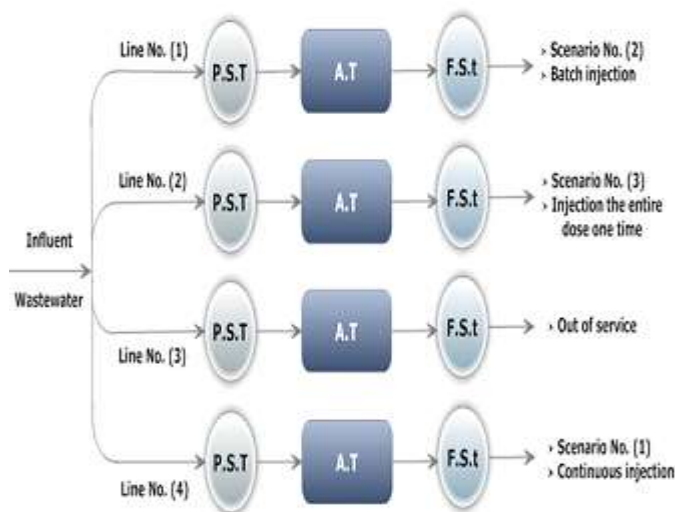 Line No. (1)
P.S.T
A.T
F.S.t
› Scenario No. (2)
› Batch injection
Line No. (2)
P.S.T
A.T
F.S.t
› Scenario No. (3)
› Injection the entire
dose one time
Influent
Wastewater
P.S.T
A.T
F.S.t
› Out of service
Line No. (3)
P.S.T
A.T
F.S.t
› Scenario No. (1)
› Continuous injection
Line No. (4)